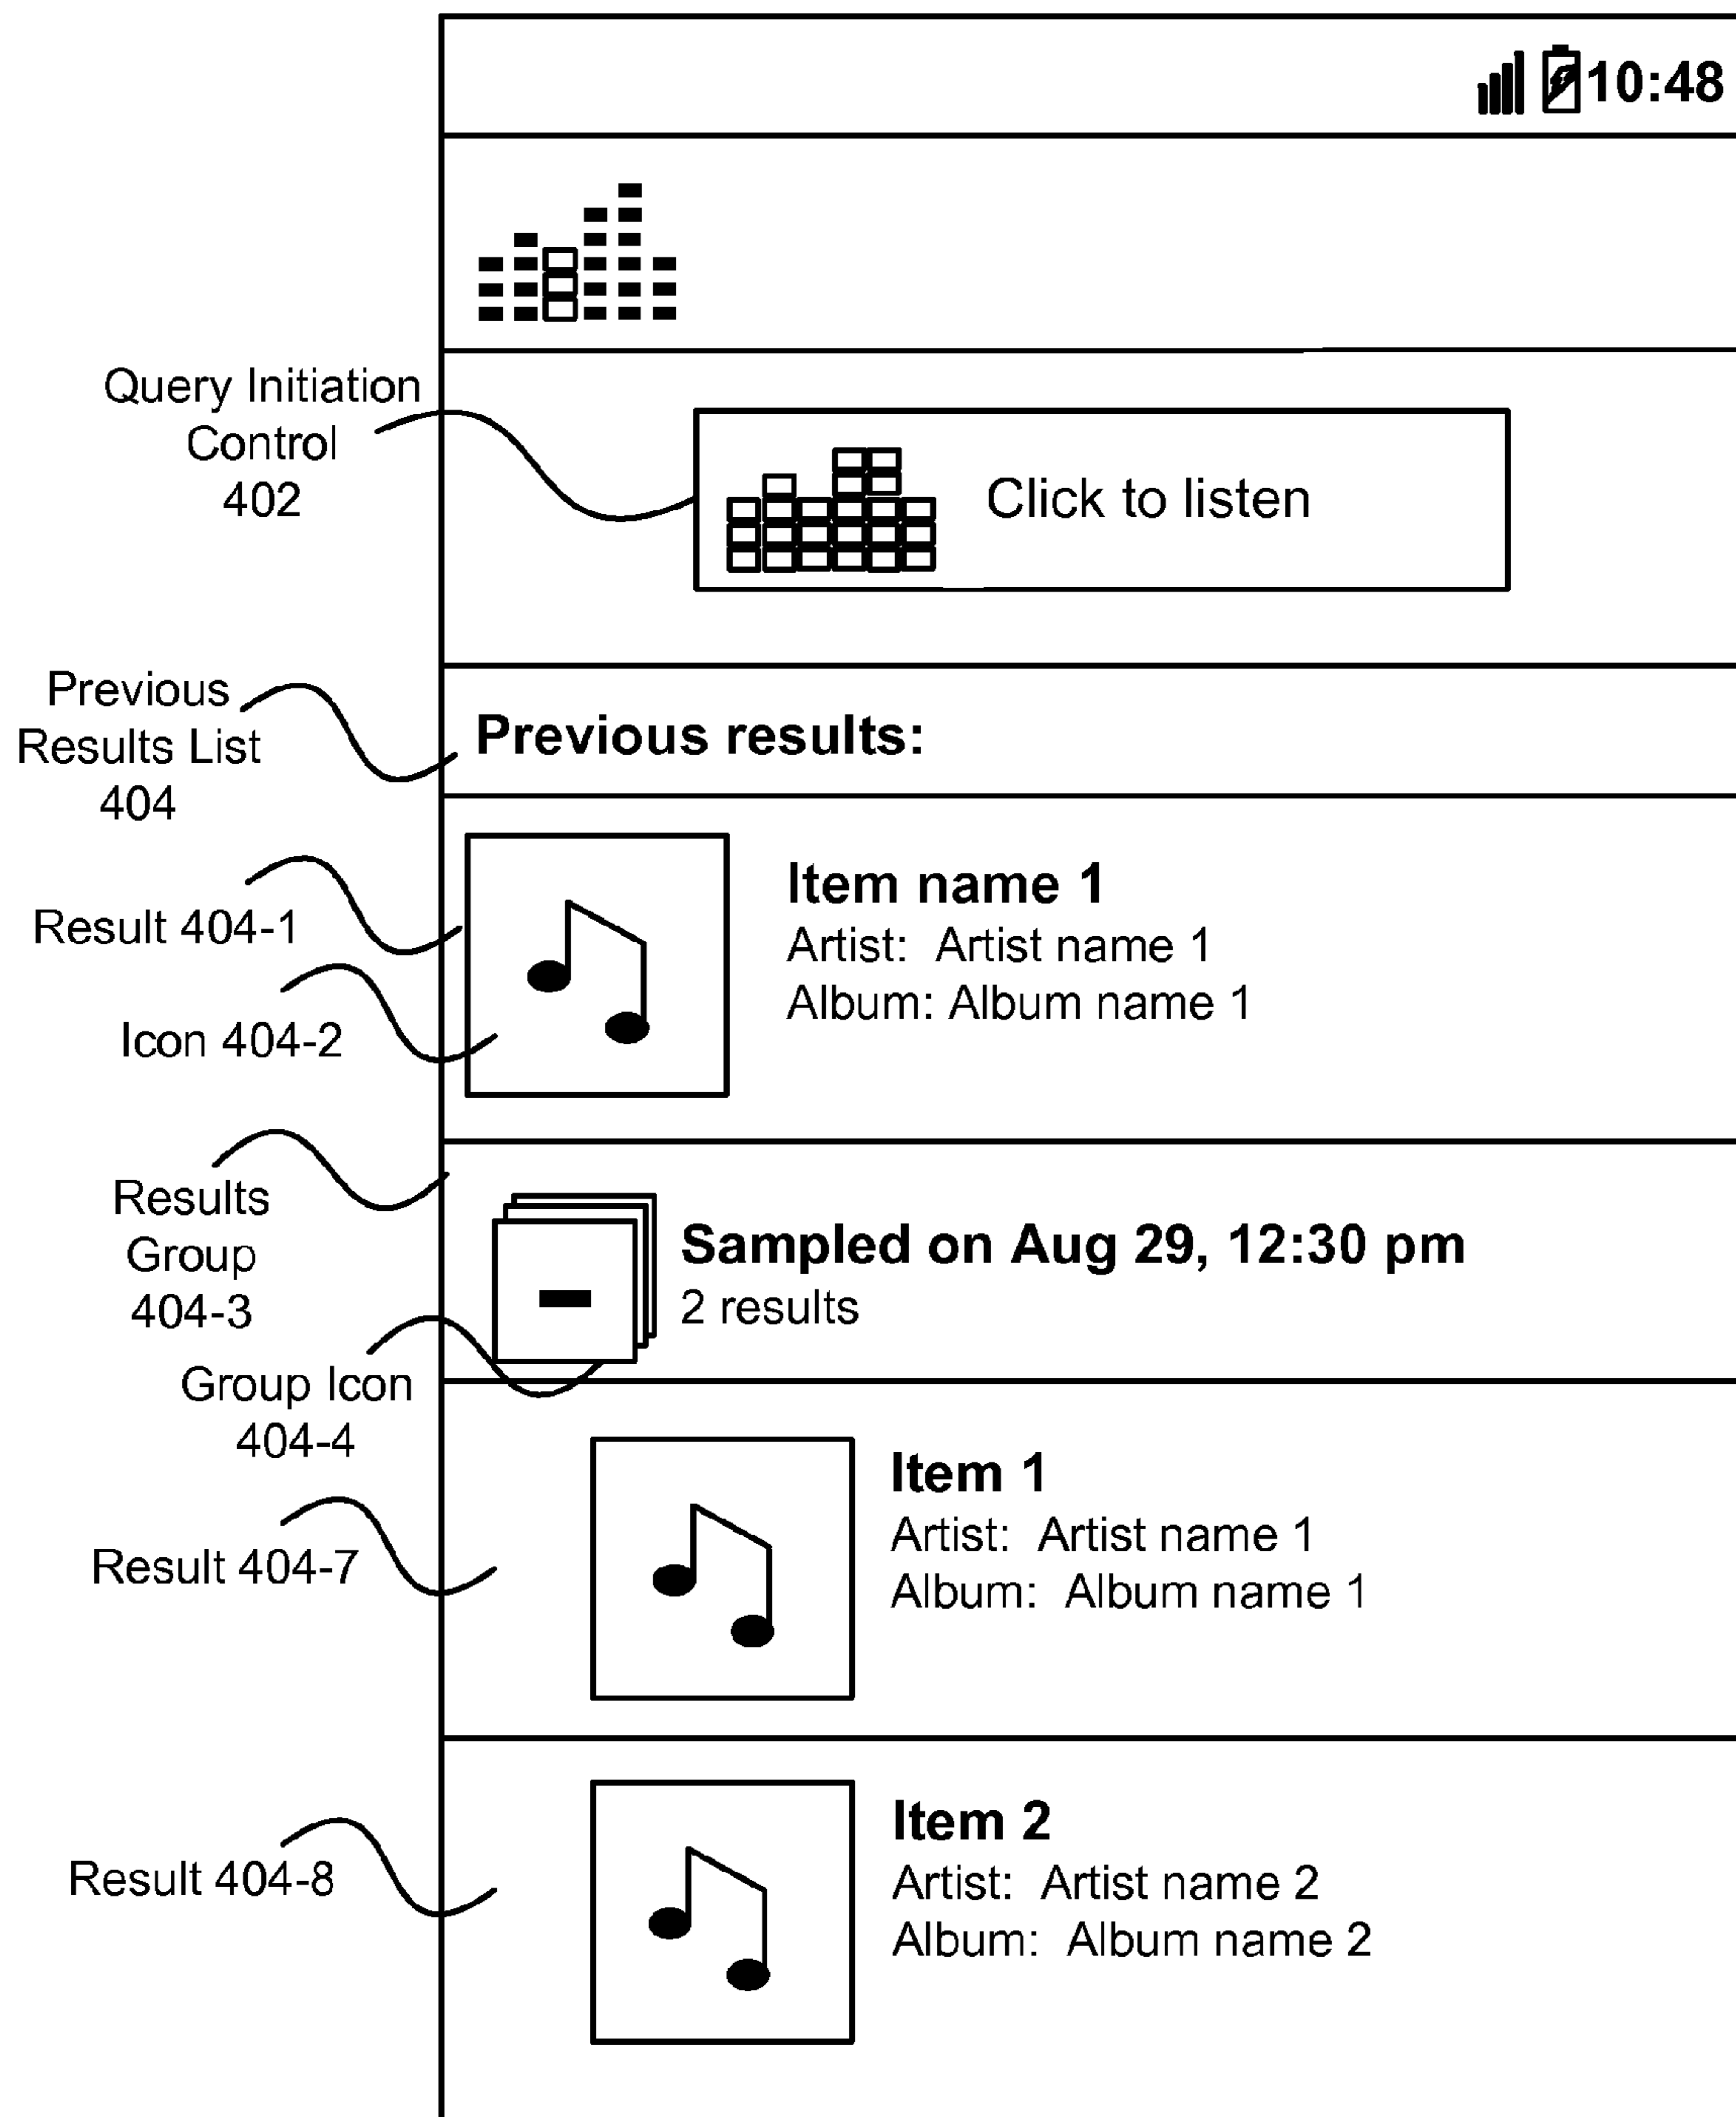 10:48
Query Initiation
Control
402
Click to listen
Previous
Results List
404
Previous results:
Result 404-1
Item name 1
Artist: Artist name 1
Album: Album name 1
Icon 404-2
Results
Group
404-3
Sampled on Aug 29, 12:30 pm
2 results
Group Icon
404-4
Item 1
Artist: Artist name 1
Album: Album name 1
Result 404-7
Item 2
Artist: Artist name 2
Album: Album name 2
Result 404-8